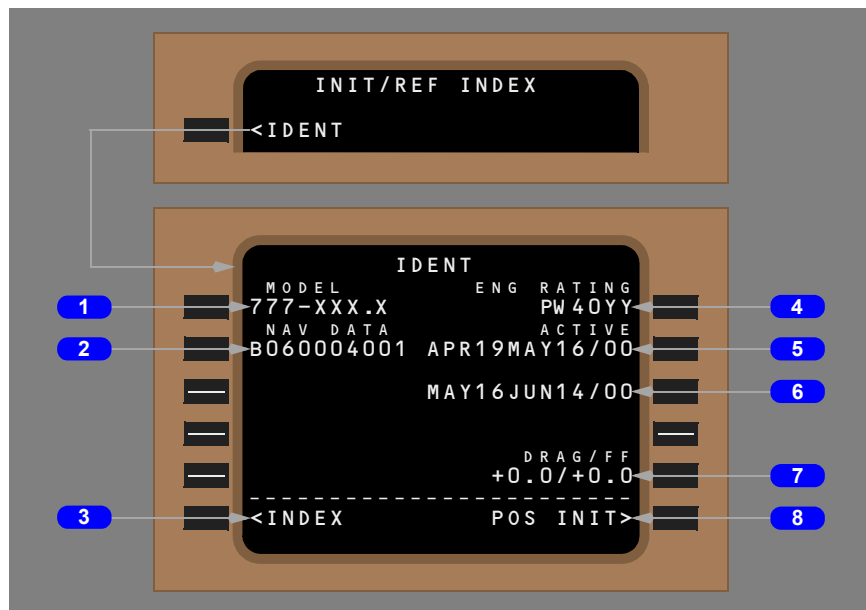 INIT/REF INDEX
<IDENT
IDENT
MODEL ENG RATING
1 777-XXX.X PW40YY 4
NAV DATA ACTIVE
2 B060004001 APR19MAY16/00 5
MAY16JUN14/00 6
DRAG/FF
+0.0/+0.0 7
3 <INDEX POS INIT> 8